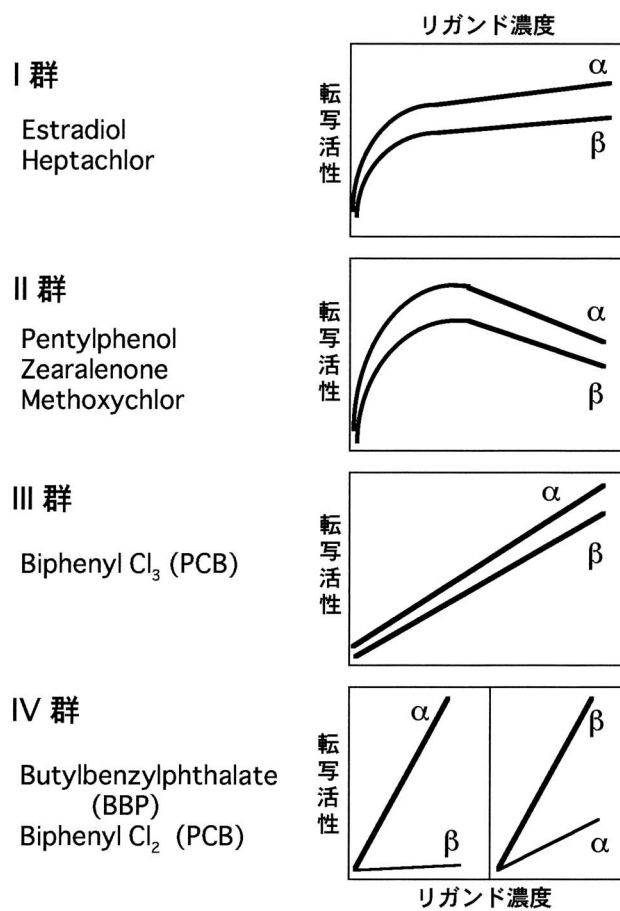 リガンド濃度
I 群
Estradiol
Heptachlor
転写活性
α
β
II 群
Pentylphenol
Zearalenone
Methoxychlor
転写活性
α
β
III 群
Biphenyl Cl₃ (PCB)
転写活性
α
β
IV 群
Butylbenzylphthalate
(BBP)
Biphenyl Cl₂ (PCB)
転写活性
α
β
β
α
リガンド濃度